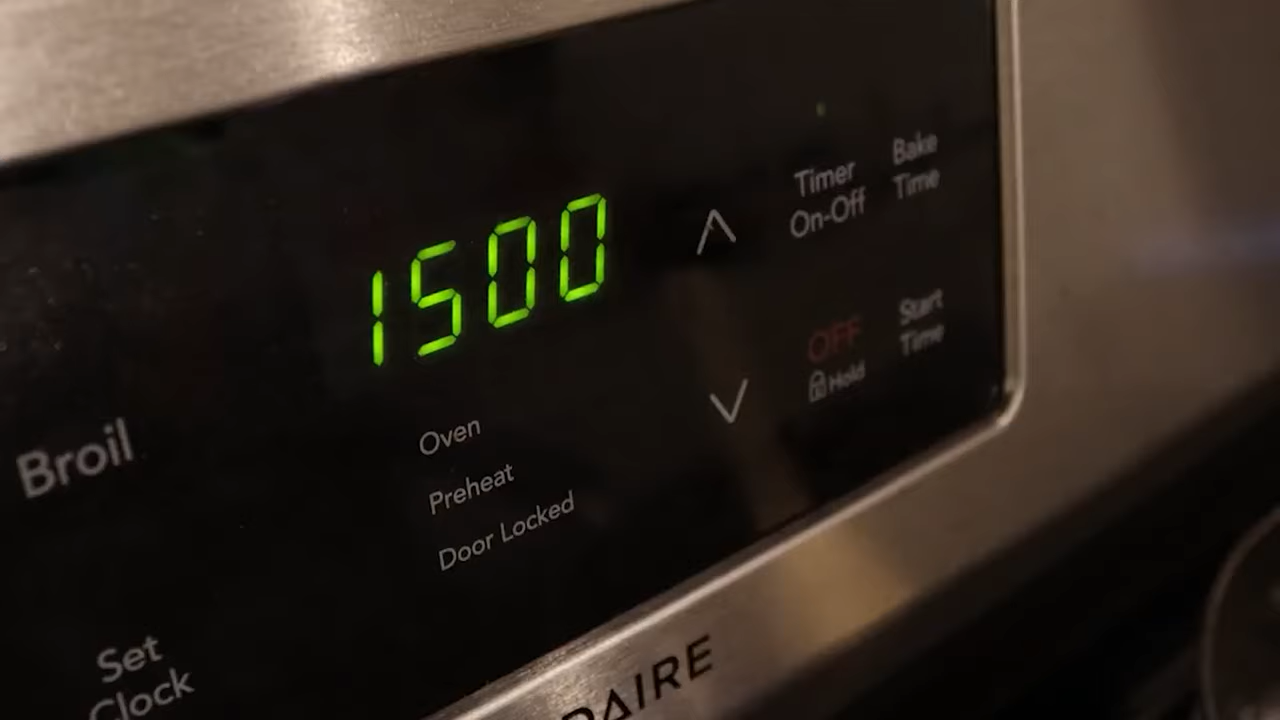 1500
Timer
On-Off
Bake
Time
OFF
Hold
Start
Time
Broil
Oven
Preheat
Door Locked
Set
Clock
DAIRE